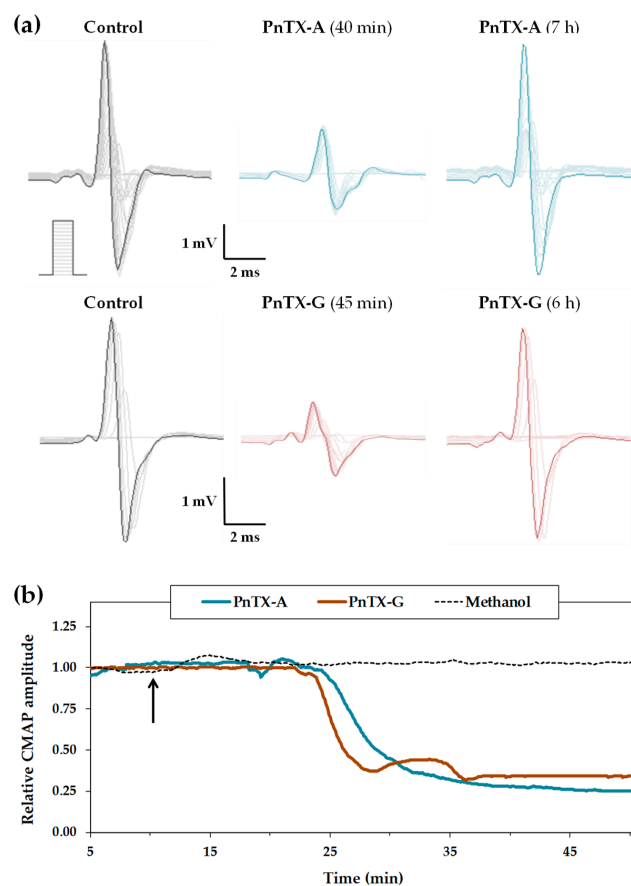 (a)
Control PnTX-A (40 min) PnTX-A (7 h)
1 mV
2 ms
Control PnTX-G (45 min) PnTX-G (6 h)
1 mV
2 ms
(b)
PnTX-A PnTX-G Methanol
Relative CMAP amplitude
1.25
1.00
0.75
0.50
0.25
0.00
5 15 25 35 45
Time (min)